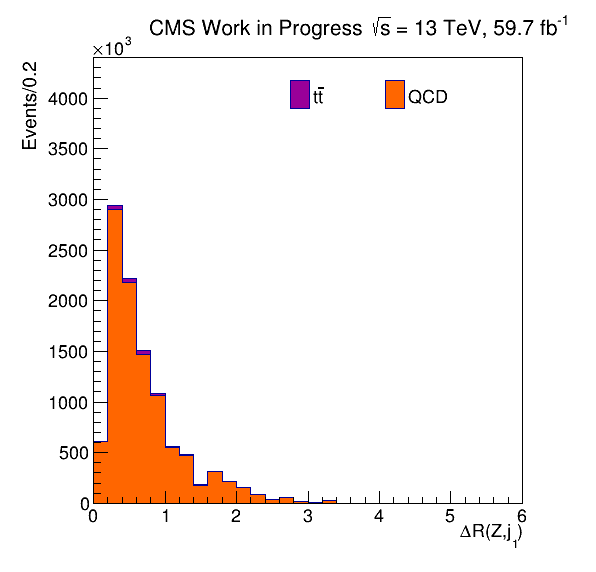 CMS Work in Progress √s = 13 TeV, 59.7 fb⁻¹
×10³
Events/0.2
tt̄
QCD
4000
3500
3000
2500
2000
1500
1000
500
0
0 1 2 3 4 5 6
ΔR(Z,j₁)